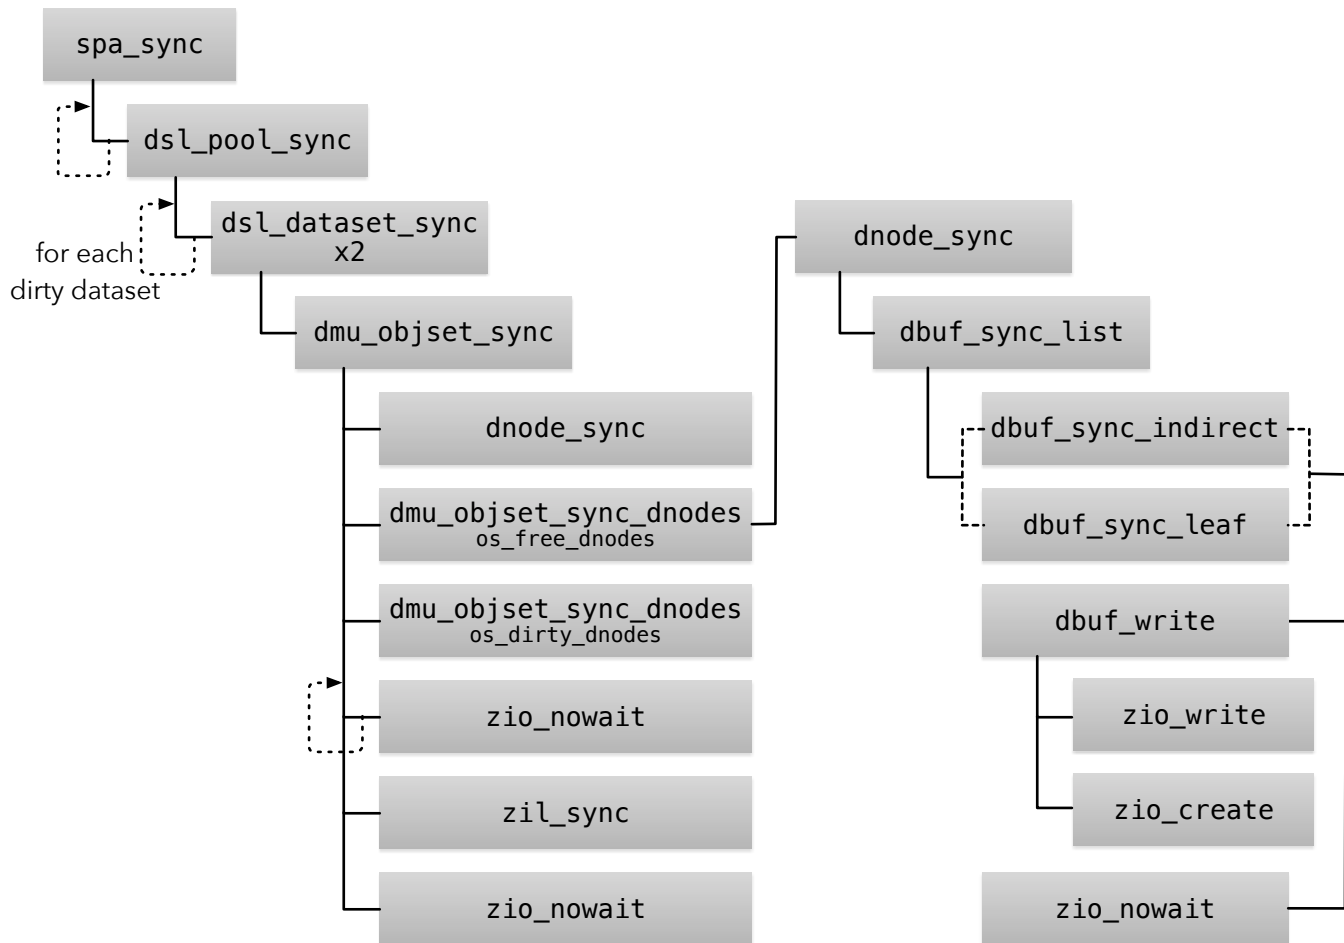 spa_sync
dsl_pool_sync
dsl_dataset_sync
x2
for each
dirty dataset
dmu_objset_sync
dnode_sync
dmu_objset_sync_dnodes
os_free_dnodes
dmu_objset_sync_dnodes
os_dirty_dnodes
zio_nowait
zil_sync
zio_nowait
dnode_sync
dbuf_sync_list
dbuf_sync_indirect
dbuf_sync_leaf
dbuf_write
zio_write
zio_create
zio_nowait